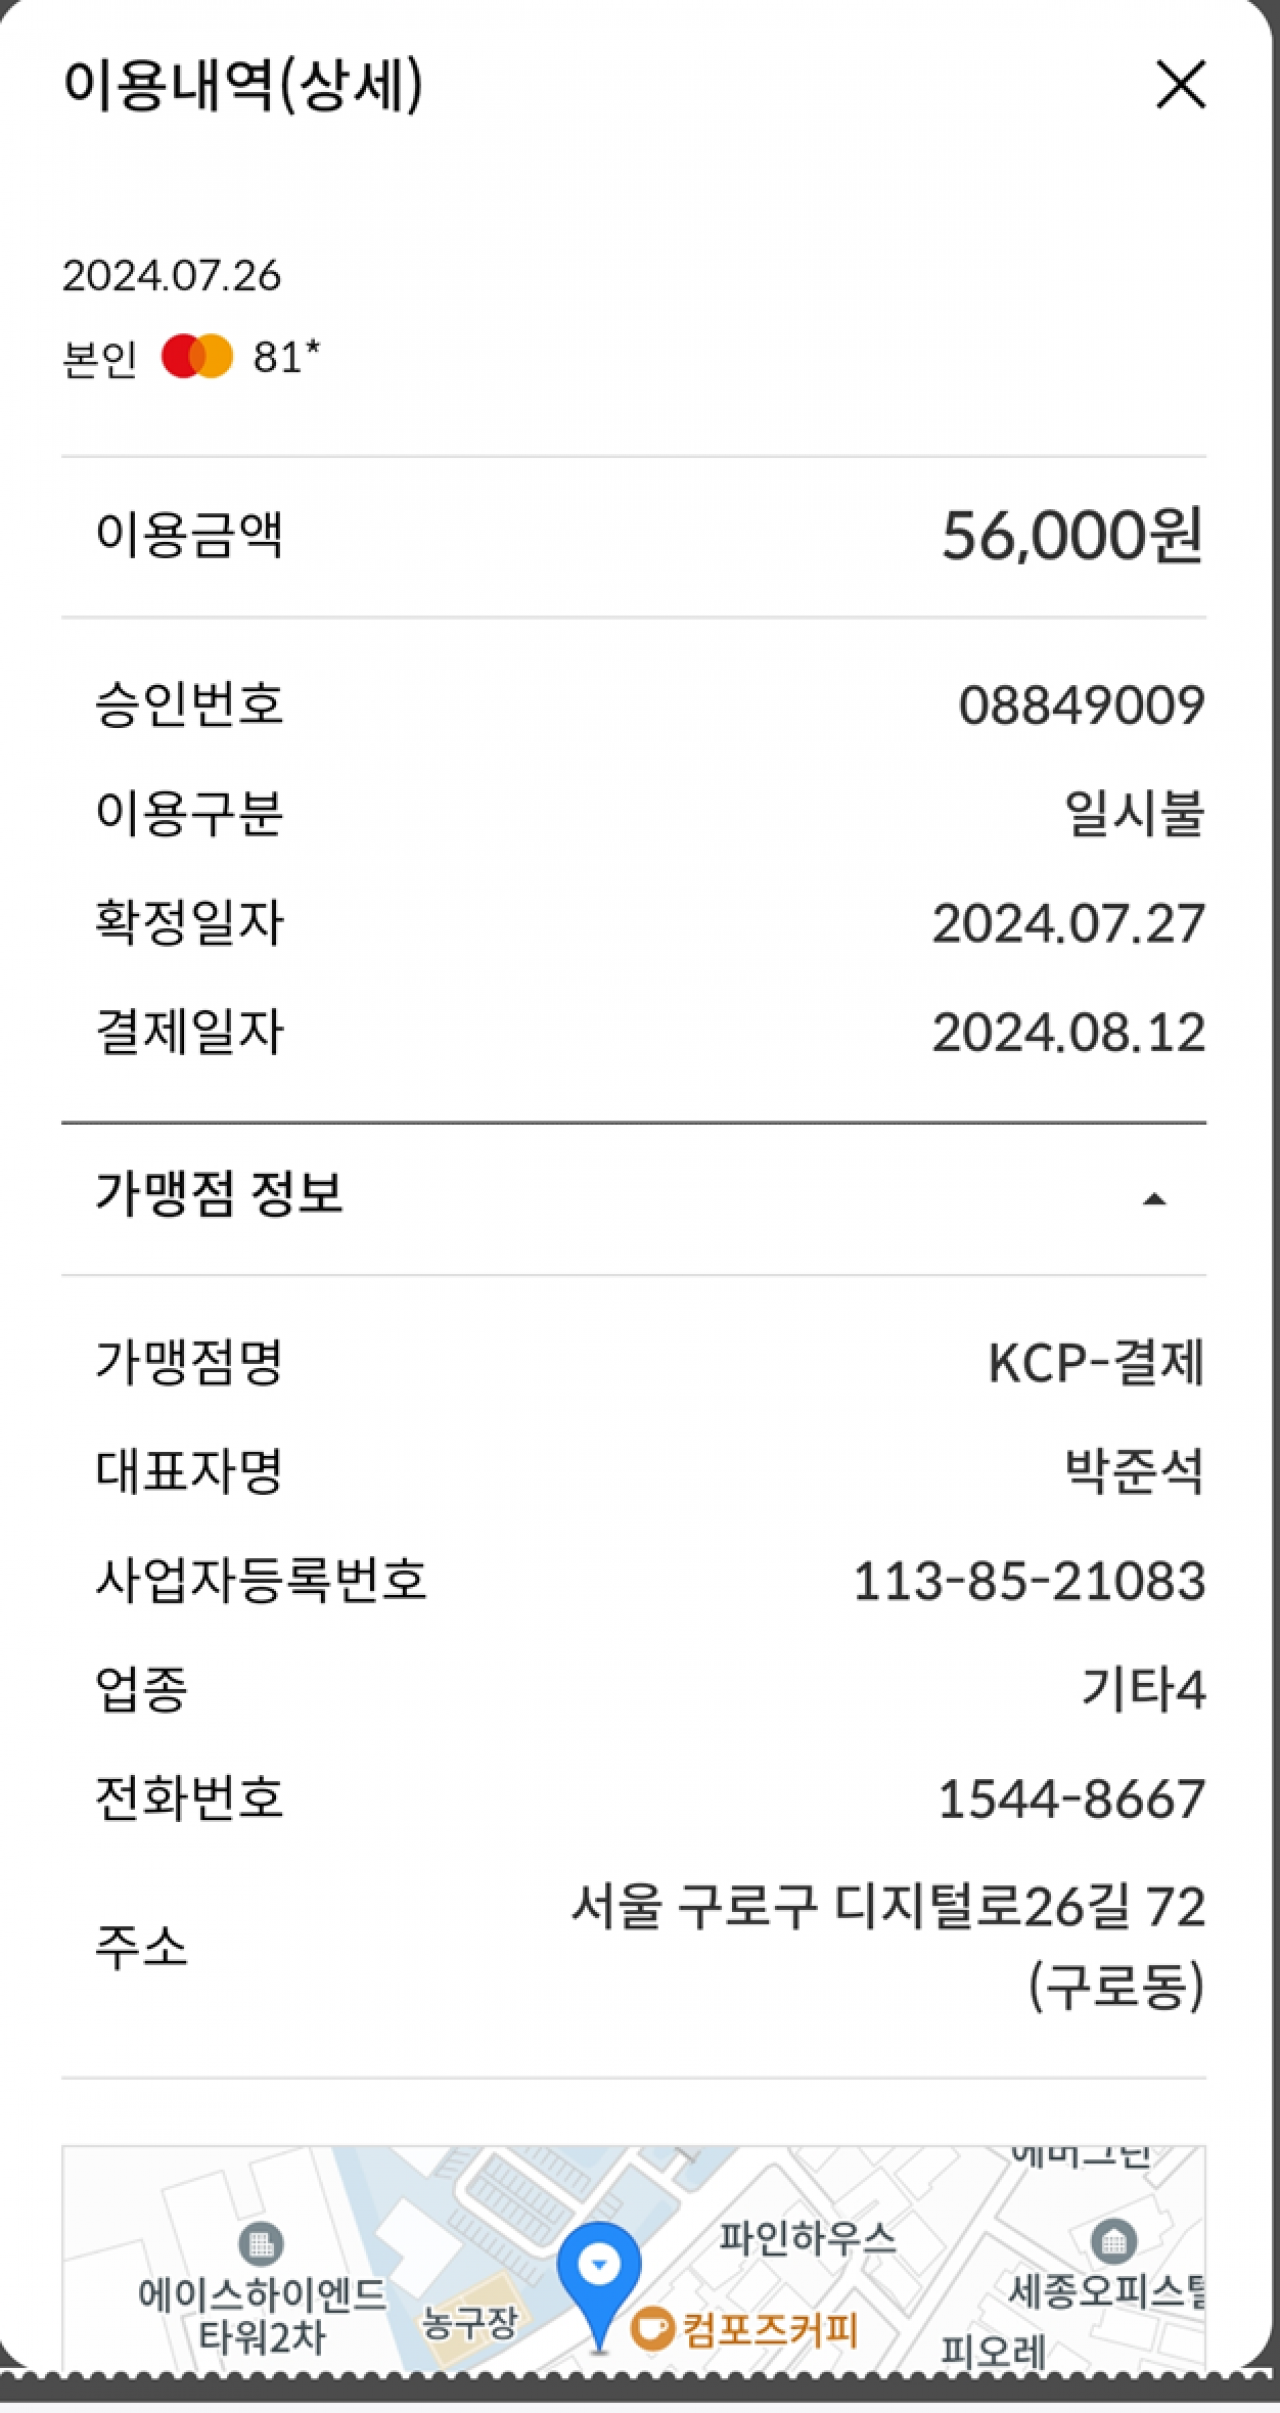 이용내역(상세)
2024.07.26
본인 81*
이용금액 56,000원
승인번호 08849009
이용구분 일시불
확정일자 2024.07.27
결제일자 2024.08.12
가맹점 정보
가맹점명 KCP-결제
대표자명 박준석
사업자등록번호 113-85-21083
업종 기타4
전화번호 1544-8667
주소 서울 구로구 디지털로26길 72
(구로동)
에버그린
파인하우스
에이스하이엔드
타워2차
세종오피스텔
농구장
컴포즈커피
피오레